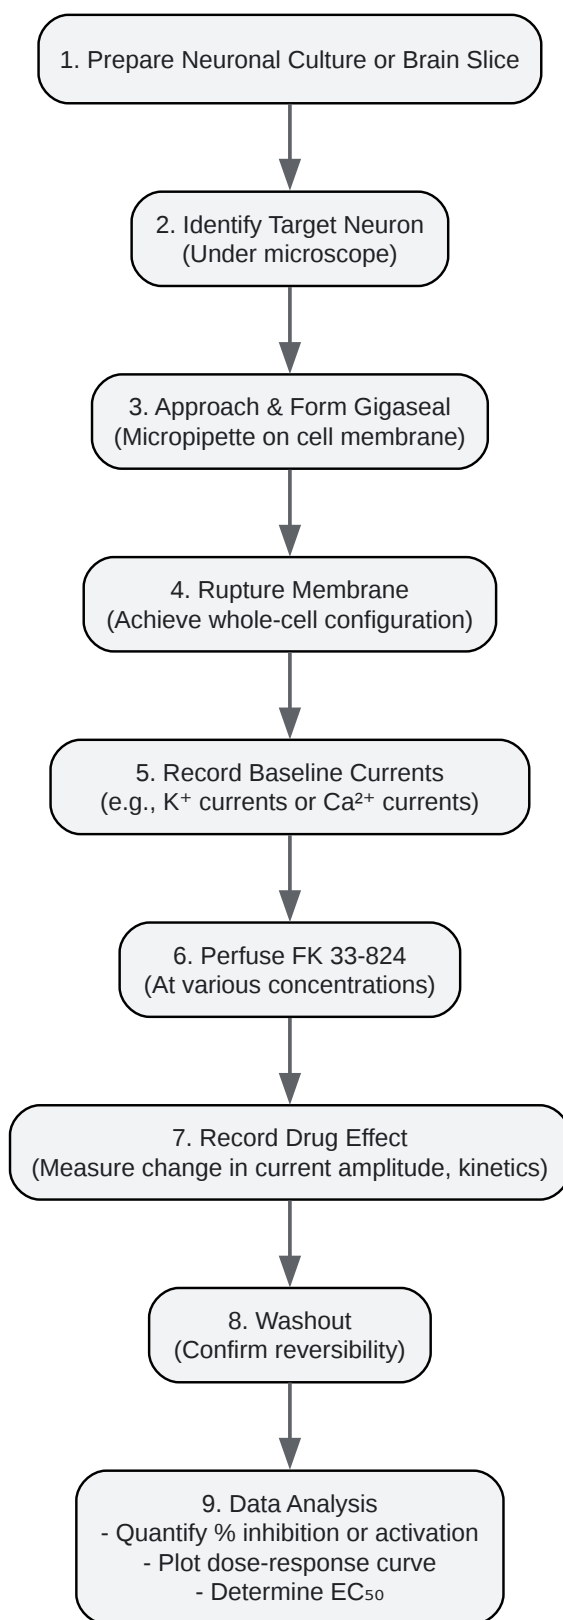 1. Prepare Neuronal Culture or Brain Slice
2. Identify Target Neuron
(Under microscope)
3. Approach & Form Gigaseal
(Micropipette on cell membrane)
4. Rupture Membrane
(Achieve whole-cell configuration)
5. Record Baseline Currents
(e.g., K⁺ currents or Ca²⁺ currents)
6. Perfuse FK 33-824
(At various concentrations)
7. Record Drug Effect
(Measure change in current amplitude, kinetics)
8. Washout
(Confirm reversibility)
9. Data Analysis
- Quantify % inhibition or activation
- Plot dose-response curve
- Determine EC₅₀